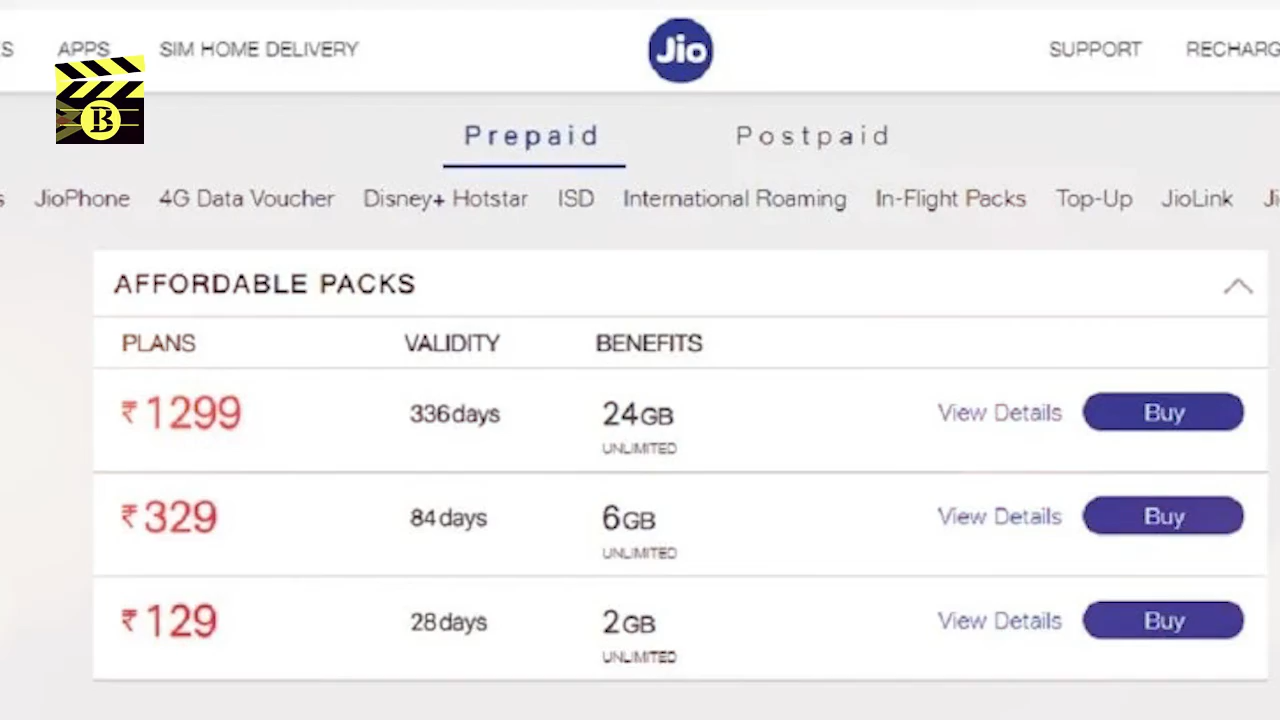 S APPS SIM HOME DELIVERY Jio SUPPORT RECHARG
B
Prepaid Postpaid
s JioPhone 4G Data Voucher Disney+ Hotstar ISD International Roaming In-Flight Packs Top-Up JioLink Ji
AFFORDABLE PACKS
PLANS VALIDITY BENEFITS
₹1299 336days 24GB View Details Buy
UNLIMITED
₹329 84days 6GB View Details Buy
UNLIMITED
₹129 28days 2GB View Details Buy
UNLIMITED